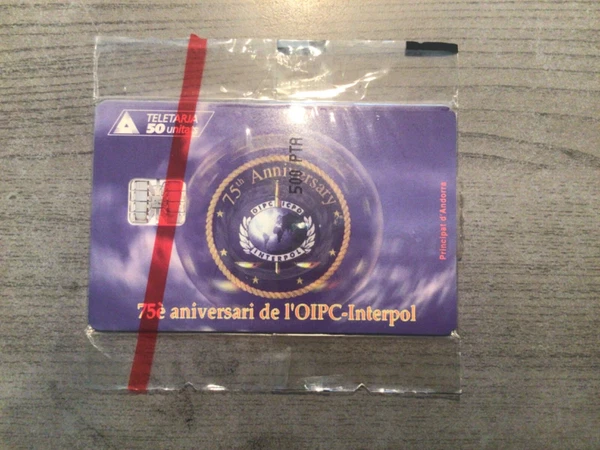 TELETARJA
50 unitats
75th Anniversary
OIPC ICPO
INTERPOL
500 PTA
Principat d'Andorra
75è aniversari de l'OIPC-Interpol